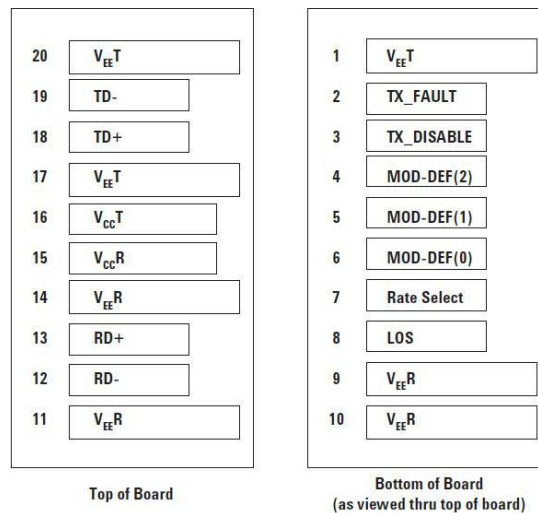 20 VEET
19 TD-
18 TD+
17 VEET
16 VCCT
15 VCCR
14 VEER
13 RD+
12 RD-
11 VEER
Top of Board
1 VEET
2 TX_FAULT
3 TX_DISABLE
4 MOD-DEF(2)
5 MOD-DEF(1)
6 MOD-DEF(0)
7 Rate Select
8 LOS
9 VEER
10 VEER
Bottom of Board
(as viewed thru top of board)